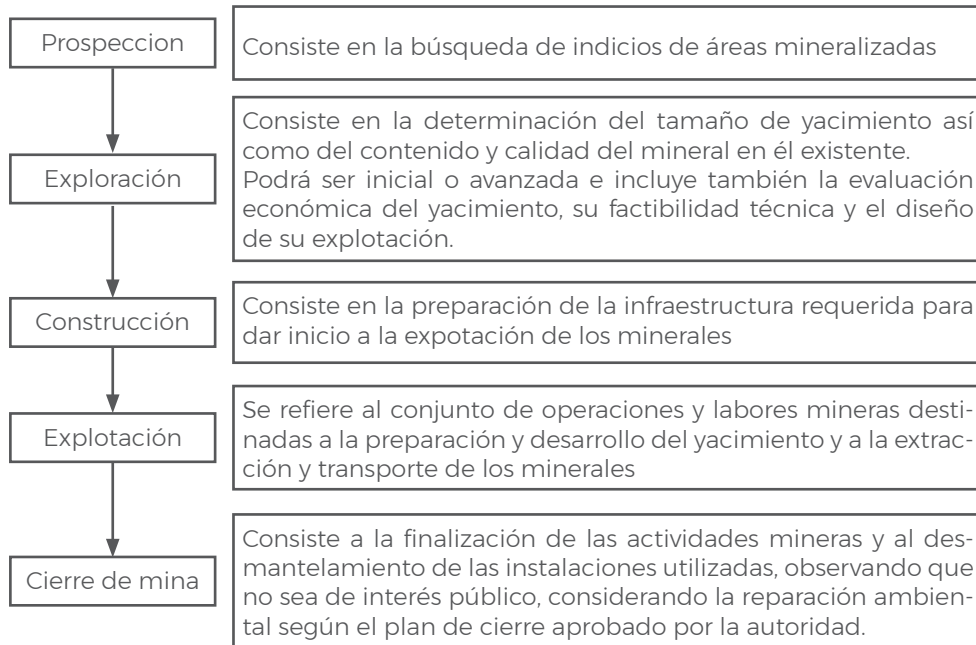 Prospeccion
Consiste en la búsqueda de indicios de áreas mineralizadas
Exploración
Consiste en la determinación del tamaño de yacimiento así
como del contenido y calidad del mineral en él existente.
Podrá ser inicial o avanzada e incluye también la evaluación
económica del yacimiento, su factibilidad técnica y el diseño
de su explotación.
Construcción
Consiste en la preparación de la infraestructura requerida para
dar inicio a la expotación de los minerales
Explotación
Se refiere al conjunto de operaciones y labores mineras desti-
nadas a la preparación y desarrollo del yacimiento y a la extrac-
ción y transporte de los minerales
Cierre de mina
Consiste a la finalización de las actividades mineras y al des-
mantelamiento de las instalaciones utilizadas, observando que
no sea de interés público, considerando la reparación ambien-
tal según el plan de cierre aprobado por la autoridad.